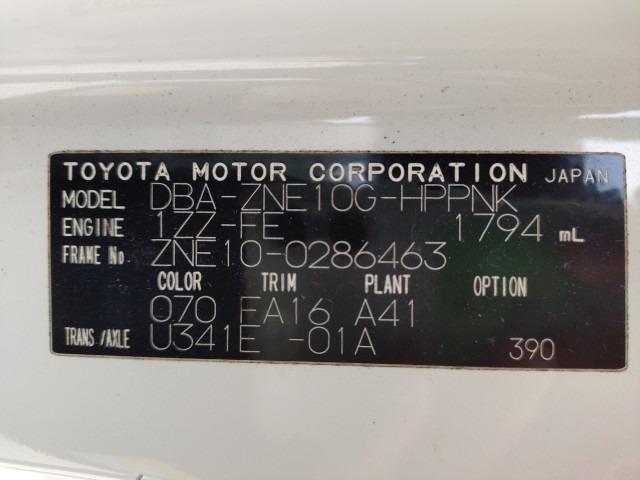 TOYOTA MOTOR CORPORATION JAPAN
MODEL DBA-ZNE10G-HPPNK
ENGINE 1ZZ-FE 1794 mL
FRAME No ZNE10-0286463
COLOR TRIM PLANT OPTION
070 FA16 A41
TRANS./AXLE U341E -01A 390